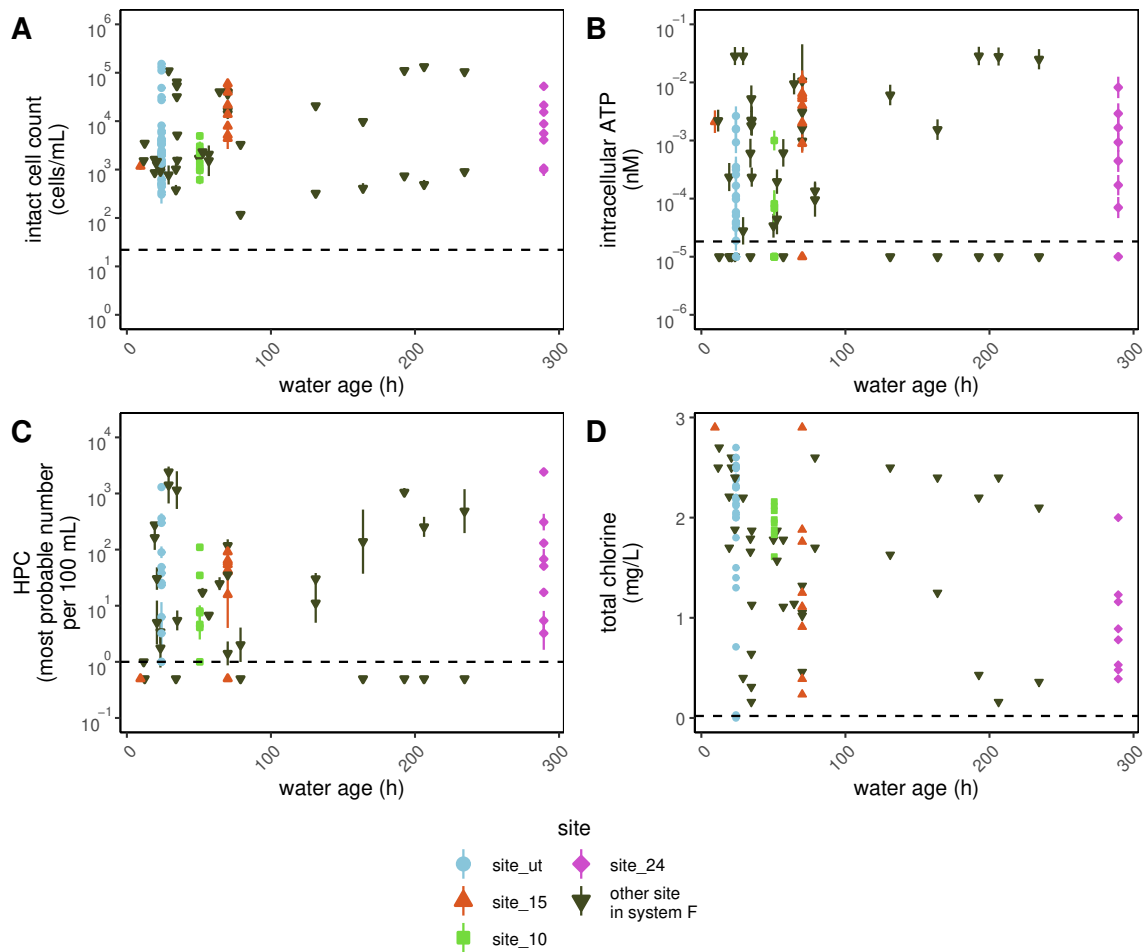 A
intact cell count
(cells/mL)
10^6
10^5
10^4
10^3
10^2
10^1
10^0
0
100
200
300
water age (h)
B
intracellular ATP
(nM)
10^−1
10^−2
10^−3
10^−4
10^−5
10^−6
0
100
200
300
water age (h)
C
HPC
(most probable number
per 100 mL)
10^4
10^3
10^2
10^1
10^0
10^−1
0
100
200
300
water age (h)
D
total chlorine
(mg/L)
3
2
1
0
0
100
200
300
water age (h)
site
site_ut
site_15
site_10
site_24
other site
in system F